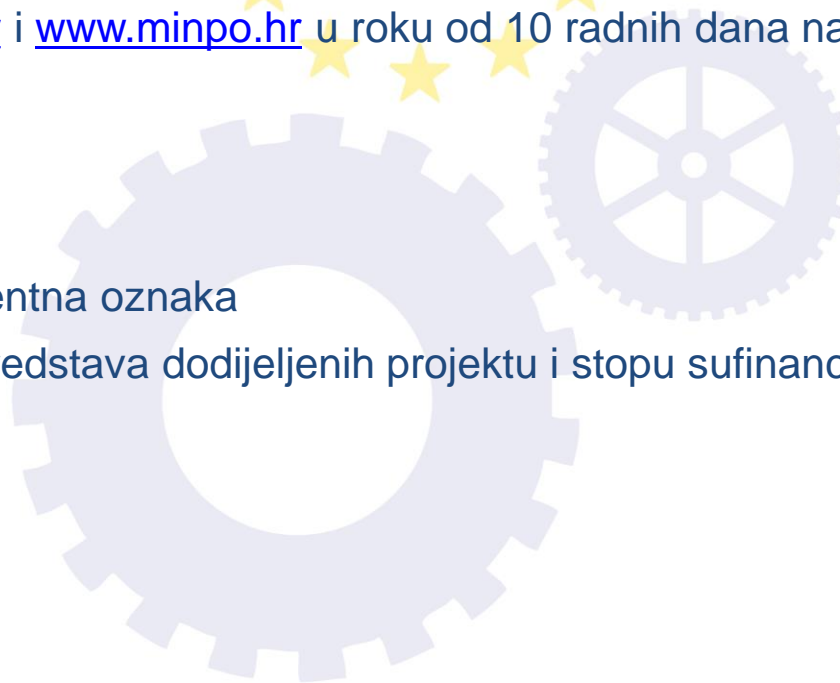 i www.minpo.hr u roku od 10 radnih dana na
entna oznaka
edstava dodijeljenih projektu i stopu sufinanc